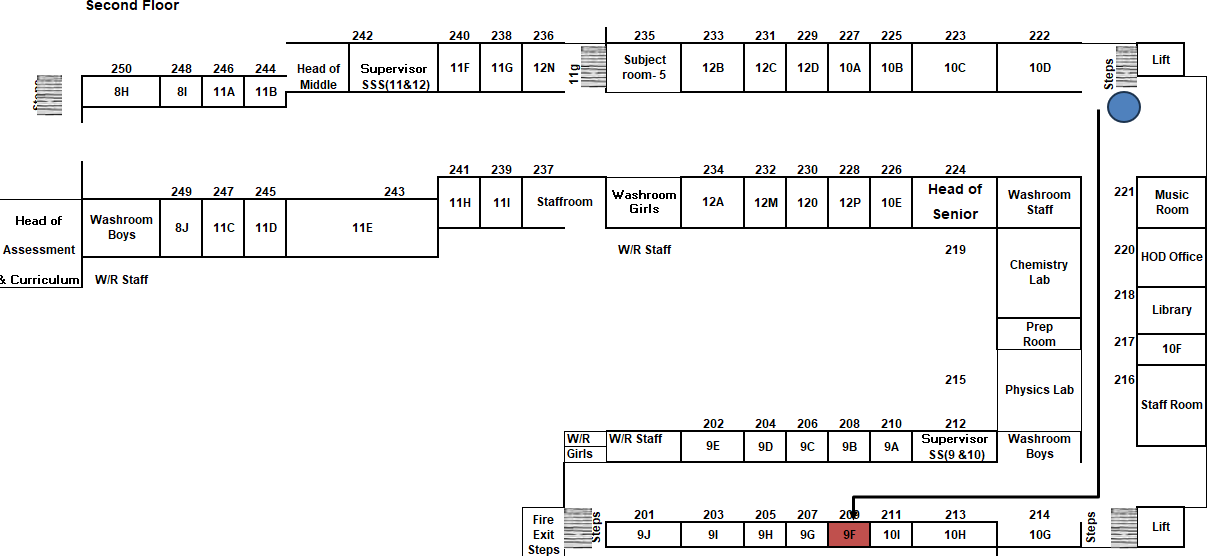 Second Floor
242 240 238 236 235 233 231 229 227 225 223 222
250 248 246 244
Head of
Middle
Supervisor
SSS(11&12)
11F 11G 12N
11g
Subject
room- 5
12B 12C 12D 10A 10B 10C 10D
Steps
Lift
8H 8I 11A 11B
241 239 237 234 232 230 228 226 224
249 247 245 243
221
Music
Room
Washroom
Boys
8J 11C 11D 11E
11H 11I Staffroom
Washroom
Girls
12A 12M 120 12P 10E
Head of
Senior
Washroom
Staff
Head of
Assessment
& Curriculum
W/R Staff
W/R Staff
219
Chemistry
Lab
220
HOD Office
218
Library
Prep
Room
217
10F
215
Physics Lab
216
Staff Room
202 204 206 208 210 212
W/R
Girls
W/R Staff
9E 9D 9C 9B 9A
Supervisor
SS(9 &10)
Washroom
Boys
201 203 205 207 209 211 213 214
Fire
Exit
Steps
Steps
9J 9I 9H 9G 9F 10I 10H 10G
Steps
Lift